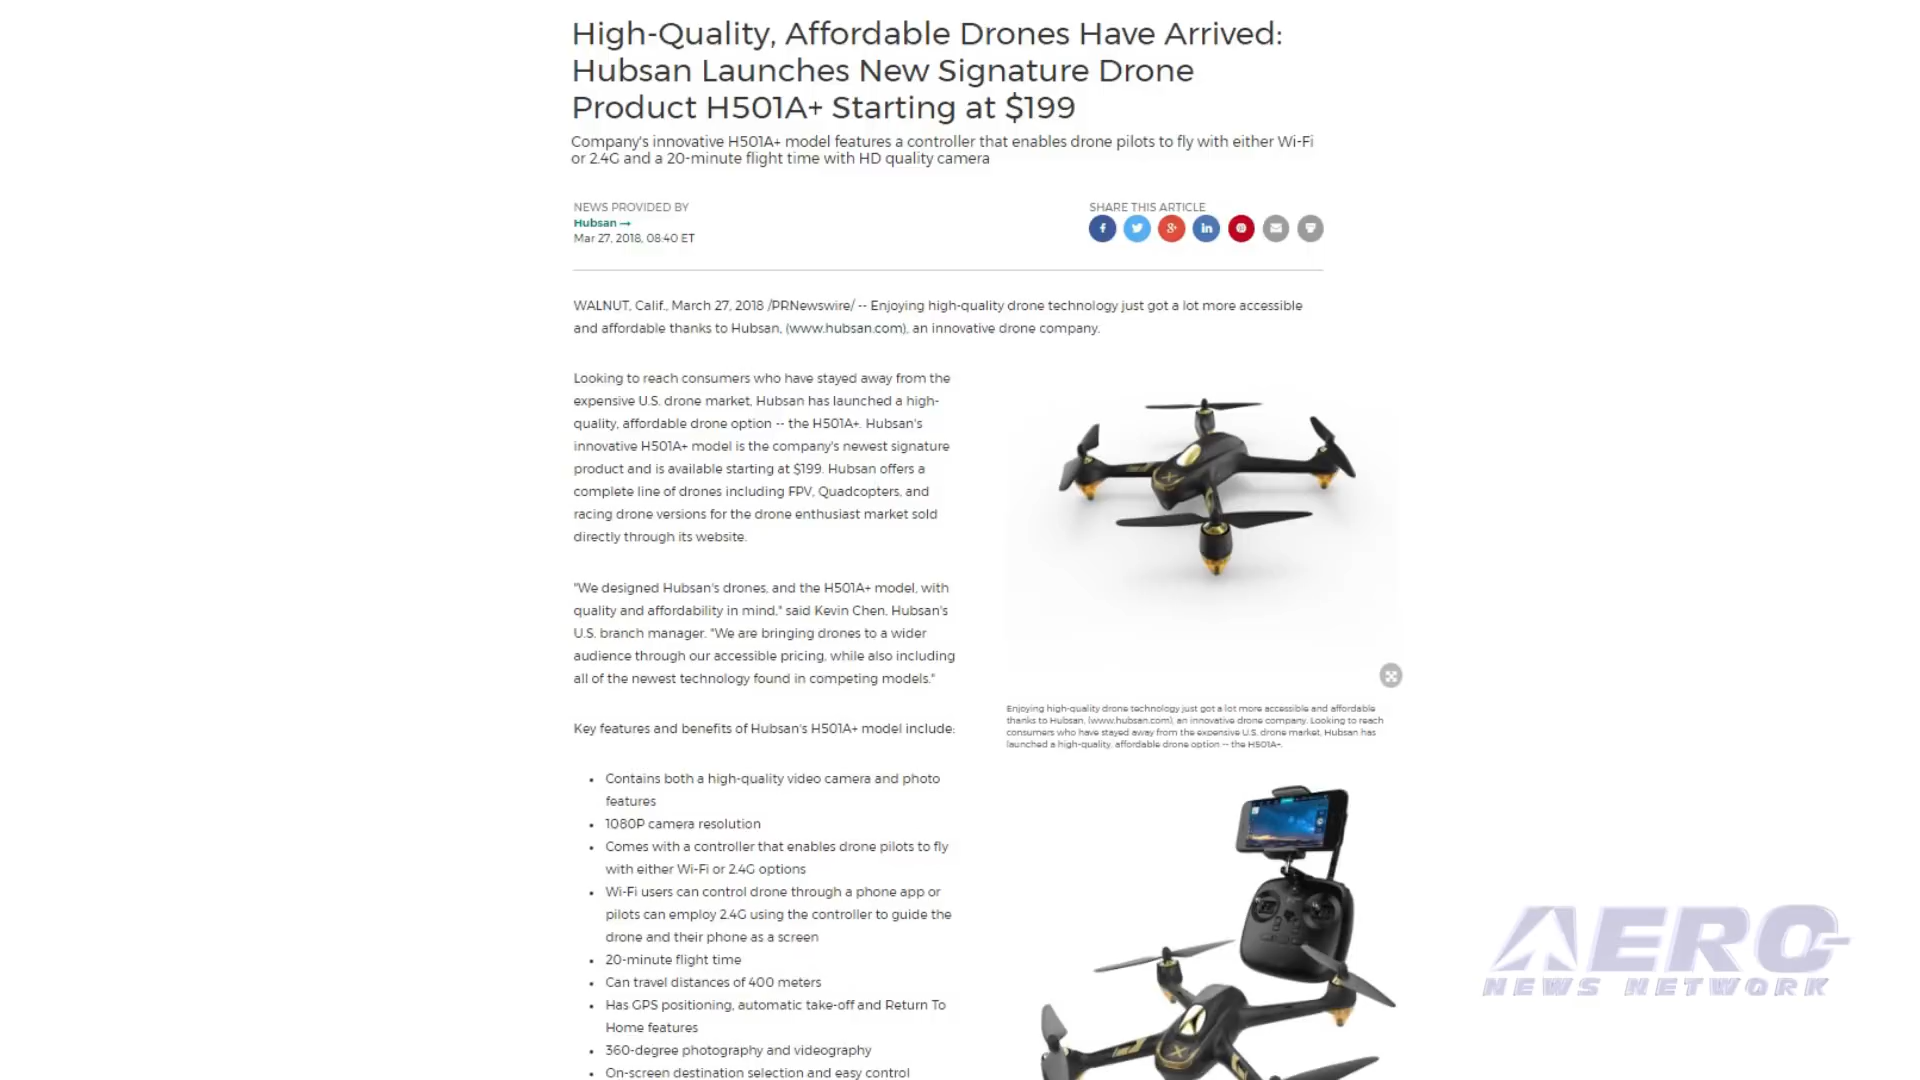 High-Quality, Affordable Drones Have Arrived:
Hubsan Launches New Signature Drone
Product H501A+ Starting at $199
Company's innovative H501A+ model features a controller that enables drone pilots to fly with either Wi-Fi
or 2.4G and a 20-minute flight time with HD quality camera
NEWS PROVIDED BY
Hubsan →
Mar 27, 2018, 08:40 ET
SHARE THIS ARTICLE
WALNUT, Calif., March 27, 2018 /PRNewswire/ -- Enjoying high-quality drone technology just got a lot more accessible
and affordable thanks to Hubsan, (www.hubsan.com), an innovative drone company.
Looking to reach consumers who have stayed away from the
expensive U.S. drone market, Hubsan has launched a high-
quality, affordable drone option -- the H501A+. Hubsan's
innovative H501A+ model is the company's newest signature
product and is available starting at $199. Hubsan offers a
complete line of drones including FPV, Quadcopters, and
racing drone versions for the drone enthusiast market sold
directly through its website.
"We designed Hubsan's drones, and the H501A+ model, with
quality and affordability in mind," said Kevin Chen, Hubsan's
U.S. branch manager. "We are bringing drones to a wider
audience through our accessible pricing, while also including
all of the newest technology found in competing models."
Key features and benefits of Hubsan's H501A+ model include:
• Contains both a high-quality video camera and photo
features
• 1080P camera resolution
• Comes with a controller that enables drone pilots to fly
with either Wi-Fi or 2.4G options
• Wi-Fi users can control drone through a phone app or
pilots can employ 2.4G using the controller to guide the
drone and their phone as a screen
• 20-minute flight time
• Can travel distances of 400 meters
• Has GPS positioning, automatic take-off and Return To
Home features
• 360-degree photography and videography
• On-screen destination selection and easy control
Enjoying high-quality drone technology just got a lot more accessible and affordable
thanks to Hubsan, (www.hubsan.com), an innovative drone company. Looking to reach
consumers who have stayed away from the expensive U.S. drone market, Hubsan has
launched a high-quality, affordable drone option -- the H501A+.
AERO
NEWS NETWORK